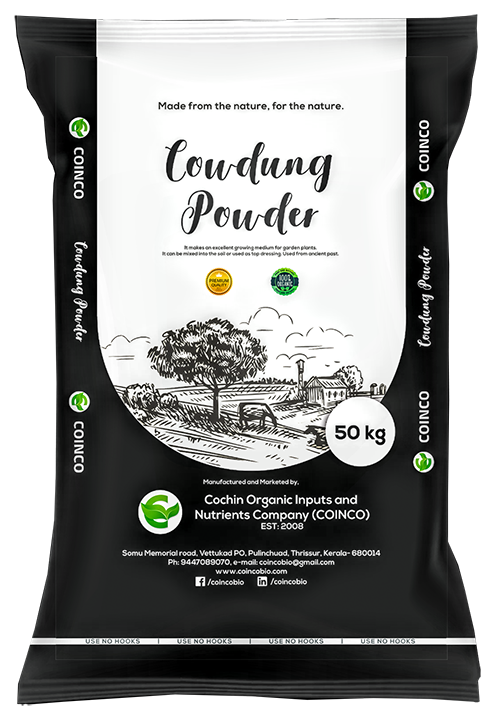 Made from the nature, for the nature.
Cowdung
Powder
It makes an excellent growing medium for garden plants.
It can be mixed into the soil or used as top dressing. Used from ancient past.
PREMIUM
QUALITY
100%
ORGANIC
50 kg
Manufactured and Marketed by,
Cochin Organic Inputs and
Nutrients Company (COINCO)
EST: 2008
Somu Memorial road, Vettukad PO, Pulinchuad, Thrissur, Kerala- 680014
Ph: 9447089070, e-mail: coincobio@gmail.com
www.coincobio.com
/coincobio /coincobio
COINCO
Cowdung Powder
COINCO
COINCO
Cowdung Powder
COINCO
USE NO HOOKS | USE NO HOOKS | USE NO HOOKS | USE NO HOOKS